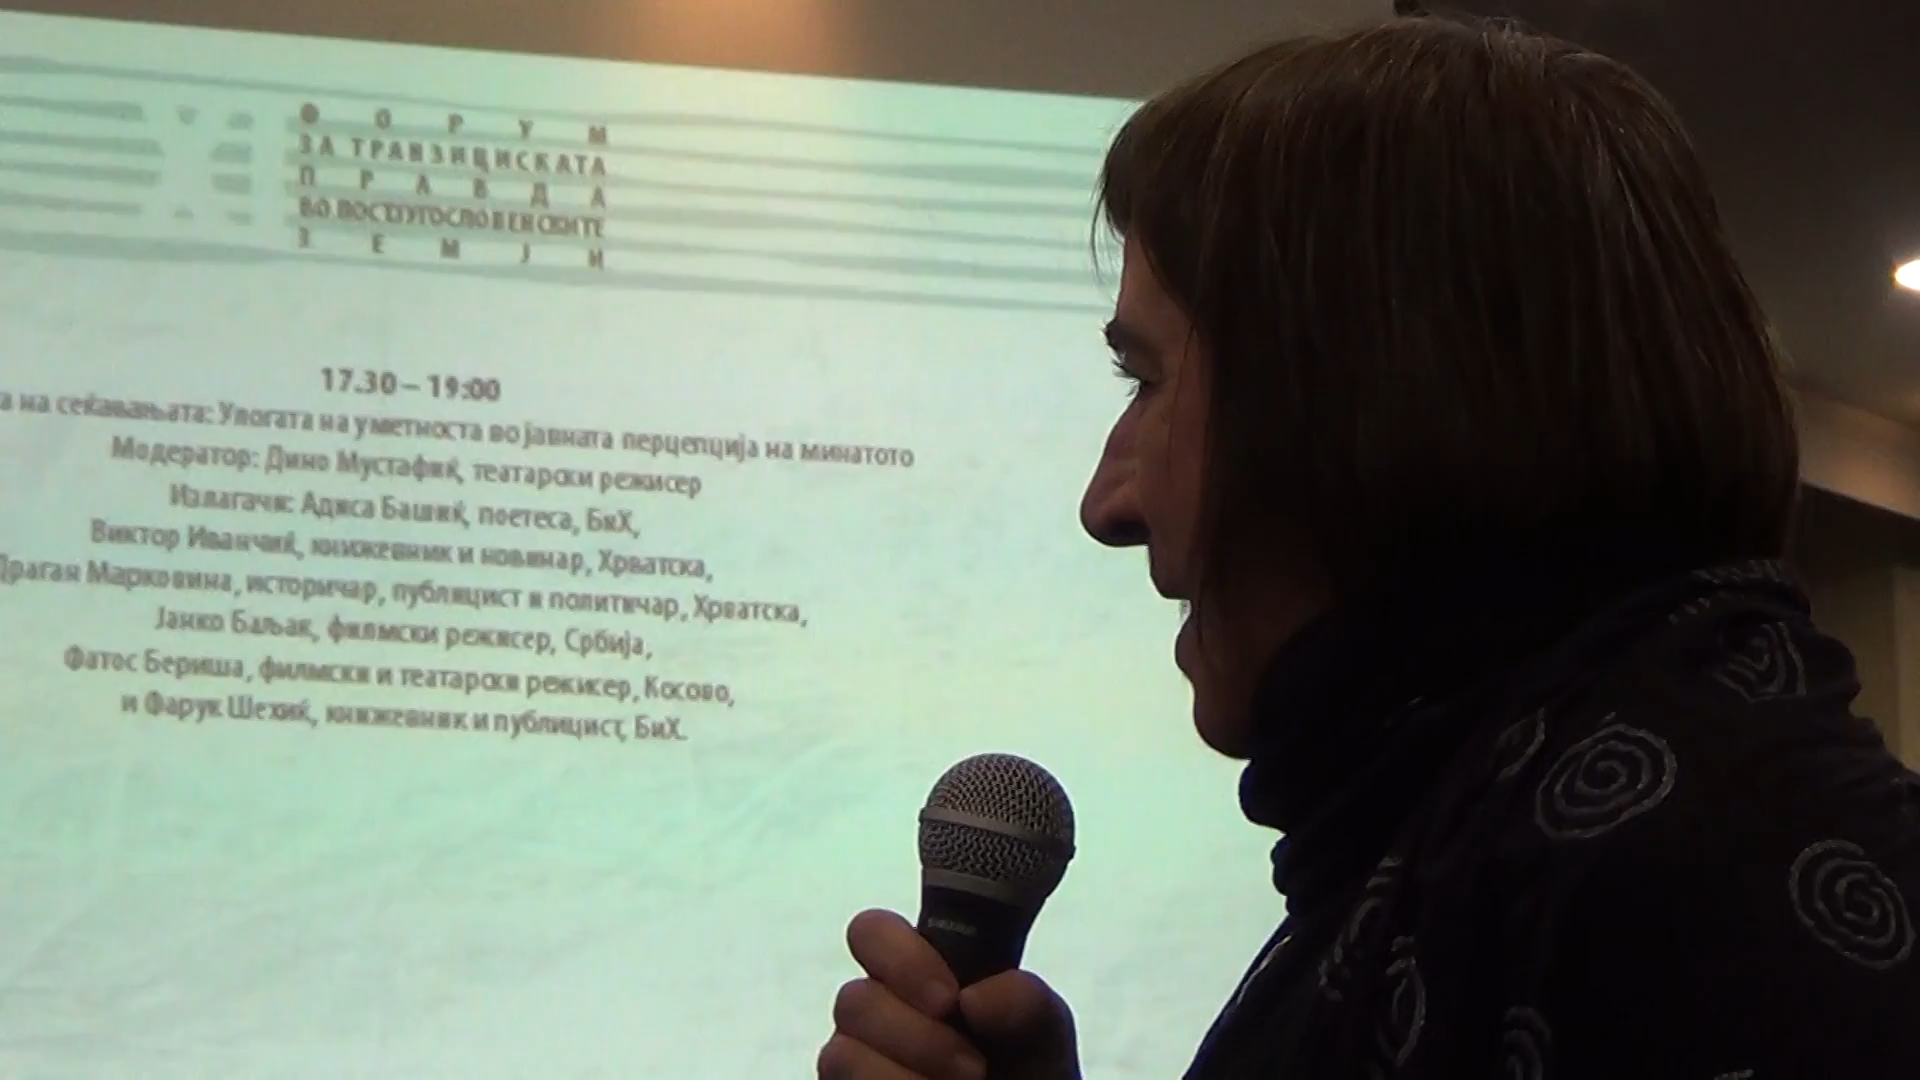 XI
Ф О Р У М
ЗА ТРАНЗИЦИСКАТА
П Р А В Д А
ВО ПОСТЈУГОСЛОВЕНСКИТЕ
З Е М Ј И
17.30 – 19:00
а на сеќавањата: Улогата на уметноста во јавната перцепција на минатото
Модератор: Дино Мустафиќ, театарски режисер
Излагачи: Адиса Башиќ, поетеса, БиХ,
Виктор Иванчиќ, книжевник и новинар, Хрватска,
Драган Марковина, историчар, публицист и политичар, Хрватска,
Јанко Баљак, филмски режисер, Србија,
Фатос Бериша, филмски и театарски режисер, Косово,
и Фарук Шехиќ, книжевник и публицист, БиХ.